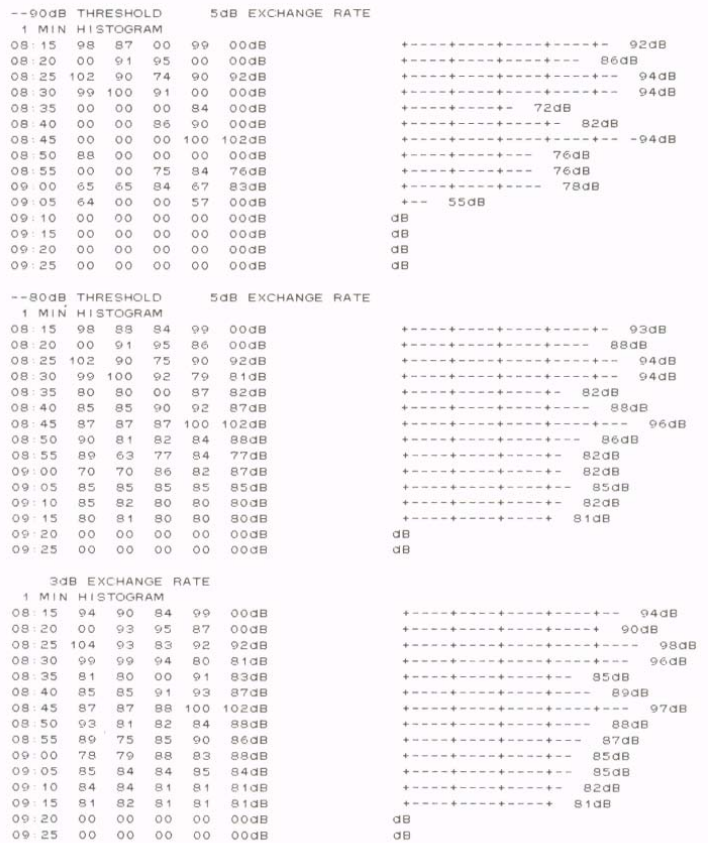 --90dB THRESHOLD 5dB EXCHANGE RATE
1 MIN HISTOGRAM
08:15 98 87 00 99 00dB +----+----+----+----+- 92dB
08:20 00 91 95 00 00dB +----+----+----+--- 86dB
08:25 102 90 74 90 92dB +----+----+----+----+-- 94dB
08:30 99 100 91 00 00dB +----+----+----+----+-- 94dB
08:35 00 00 00 84 00dB +----+----+- 72dB
08:40 00 00 86 90 00dB +----+----+----+- 82dB
08:45 00 00 00 100 102dB +----+----+----+----+-- -94dB
08:50 88 00 00 00 00dB +----+----+--- 76dB
08:55 00 00 75 84 76dB +----+----+--- 76dB
09:00 65 65 84 67 83dB +----+----+---- 78dB
09:05 64 00 00 57 00dB +-- 55dB
09:10 00 00 00 00 00dB dB
09:15 00 00 00 00 00dB dB
09:20 00 00 00 00 00dB dB
09:25 00 00 00 00 00dB dB
--80dB THRESHOLD 5dB EXCHANGE RATE
1 MIN HISTOGRAM
08:15 98 88 84 99 00dB +----+----+----+----+- 93dB
08:20 00 91 95 86 00dB +----+----+----+---- 88dB
08:25 102 90 75 90 92dB +----+----+----+----+-- 94dB
08:30 99 100 92 79 81dB +----+----+----+----+-- 94dB
08:35 80 80 00 87 82dB +----+----+----+- 82dB
08:40 85 85 90 92 87dB +----+----+----+---- 88dB
08:45 87 87 87 100 102dB +----+----+----+----+--- 96dB
08:50 90 81 82 84 88dB +----+----+----+--- 86dB
08:55 89 63 77 84 77dB +----+----+----+- 82dB
09:00 70 70 86 82 87dB +----+----+----+- 82dB
09:05 85 85 85 85 85dB +----+----+----+-- 85dB
09:10 85 82 80 80 80dB +----+----+----+- 82dB
09:15 80 81 80 80 80dB +----+----+----+ 81dB
09:20 00 00 00 00 00dB dB
09:25 00 00 00 00 00dB dB
3dB EXCHANGE RATE
1 MIN HISTOGRAM
08:15 94 90 84 99 00dB +----+----+----+----+-- 94dB
08:20 00 93 95 87 00dB +----+----+----+----+ 90dB
08:25 104 93 83 92 92dB +----+----+----+----+---- 98dB
08:30 99 99 94 80 81dB +----+----+----+----+--- 96dB
08:35 81 80 00 91 83dB +----+----+----+-- 85dB
08:40 85 85 91 93 87dB +----+----+----+---- 89dB
08:45 87 87 88 100 102dB +----+----+----+----+--- 97dB
08:50 93 81 82 84 88dB +----+----+----+---- 88dB
08:55 89 75 85 90 86dB +----+----+----+--- 87dB
09:00 78 79 88 83 88dB +----+----+----+-- 85dB
09:05 85 84 84 85 84dB +----+----+----+-- 85dB
09:10 84 84 81 81 81dB +----+----+----+- 82dB
09:15 81 82 81 81 81dB +----+----+----+ 81dB
09:20 00 00 00 00 00dB dB
09:25 00 00 00 00 00dB dB